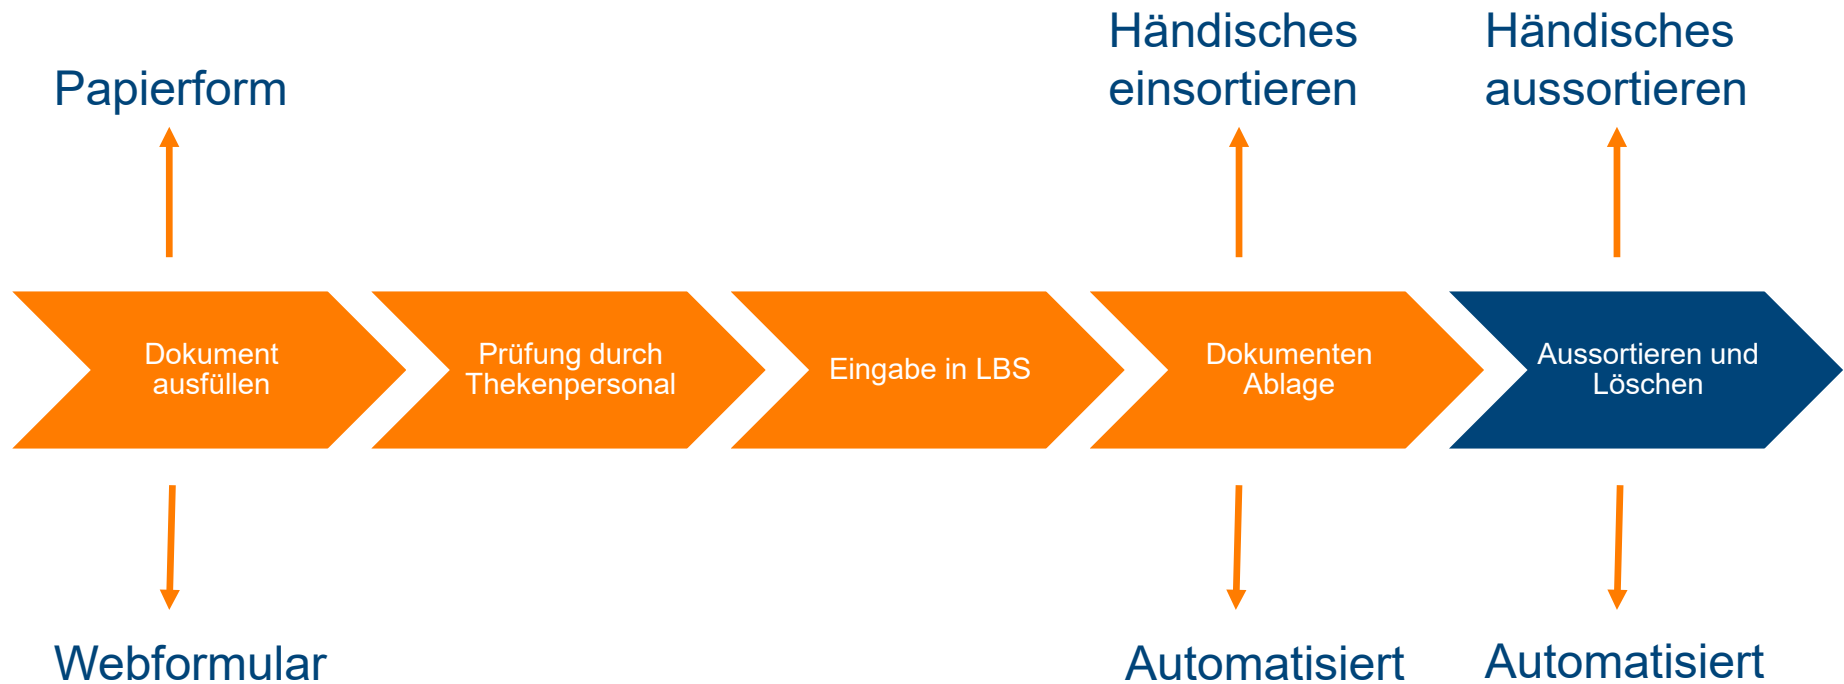 Händisches
einsortieren
Händisches
aussortieren
Papierform
Dokument
ausfüllen
Prüfung durch
Thekenpersonal
Eingabe in LBS
Dokumenten
Ablage
Aussortieren und
Löschen
Webformular
Automatisiert
Automatisiert